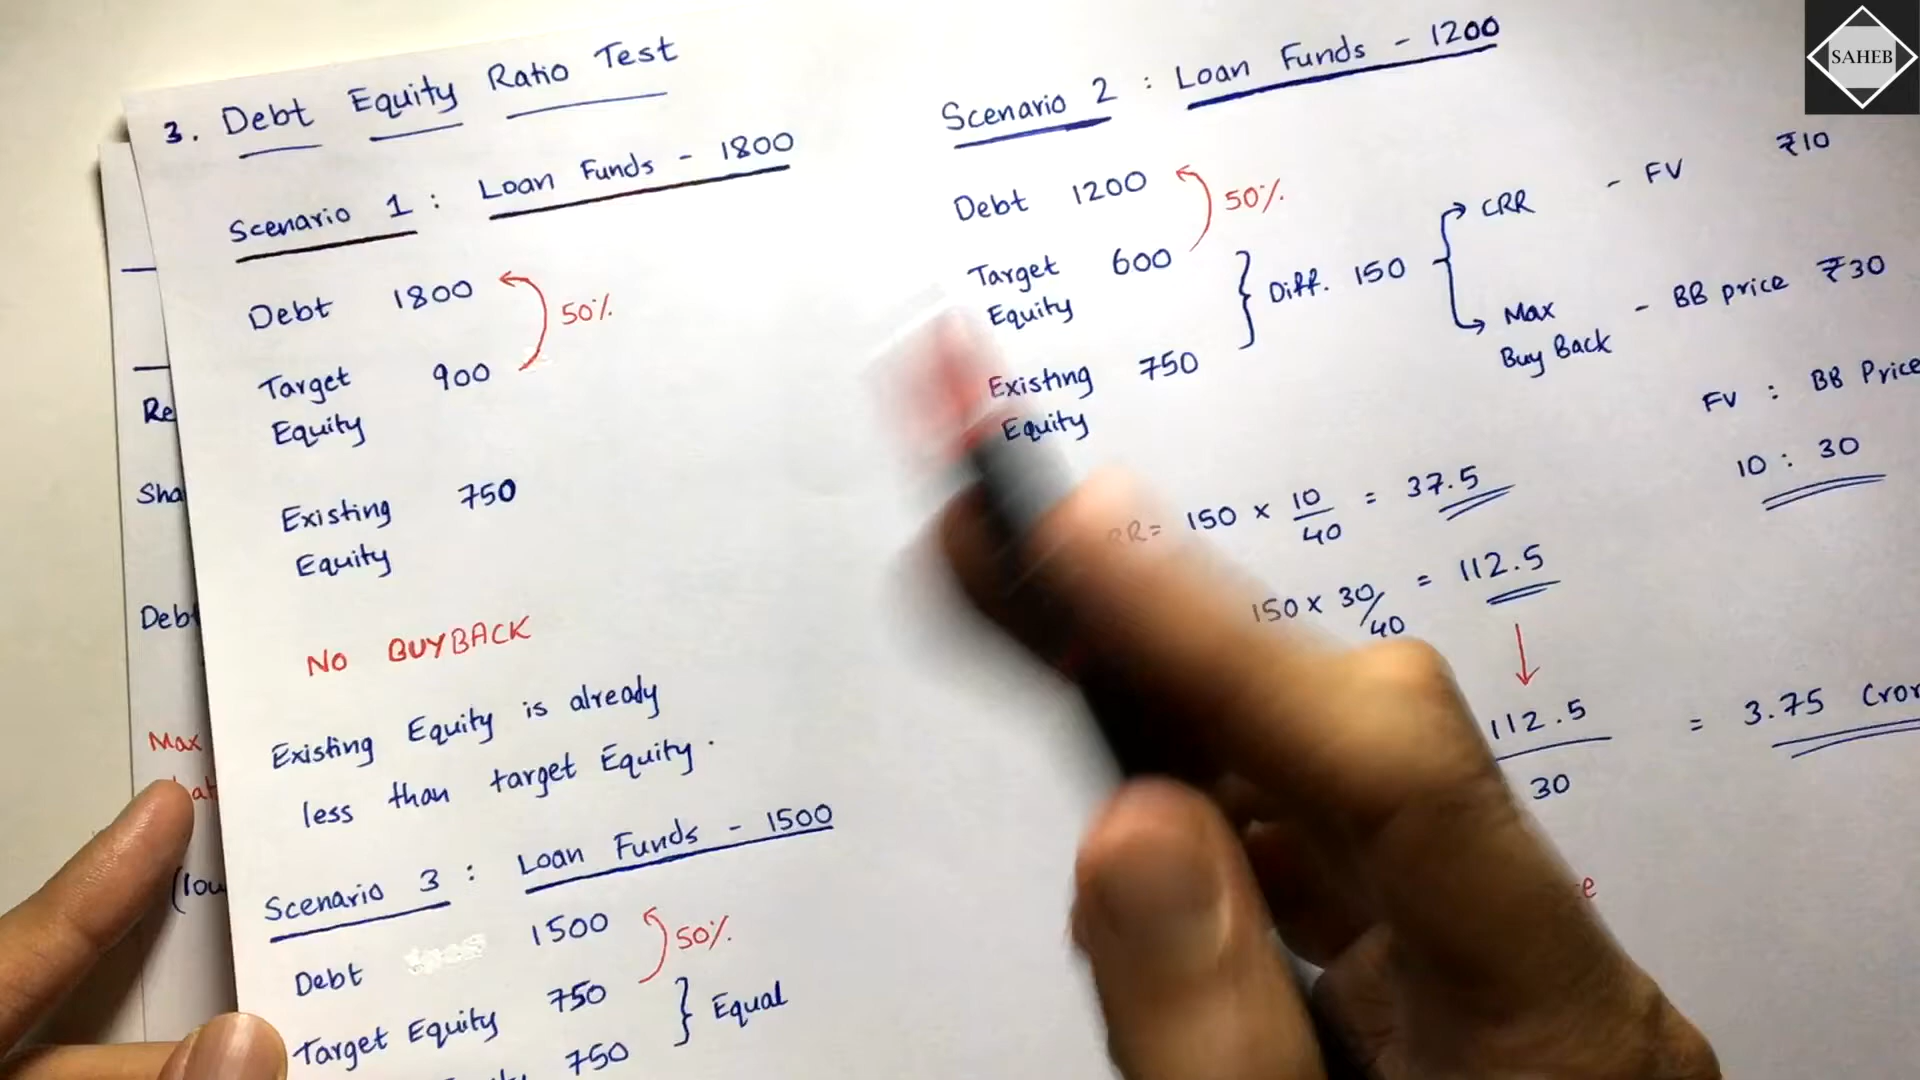 3. Debt Equity Ratio Test
Scenario 1 : Loan Funds - 1800
Debt 1800
50%
Target 900
Equity
Existing 750
Equity
NO BUYBACK
Existing Equity is already
less than target Equity.
Scenario 3 : Loan Funds - 1500
Debt 1500
50%
Target Equity 750
Equal
750
Scenario 2 : Loan Funds - 1200
Debt 1200
50%
Target 600
Equity
Diff. 150
Existing 750
Equity
CRR - FV ₹10
Max - BB price ₹30
Buy Back
FV : BB Price
10 : 30
RR = 150 x 10/40 = 37.5
150 x 30/40 = 112.5
112.5/30 = 3.75 Cror
Re
Sha
Debt
Max
at
(lou
SAHEB